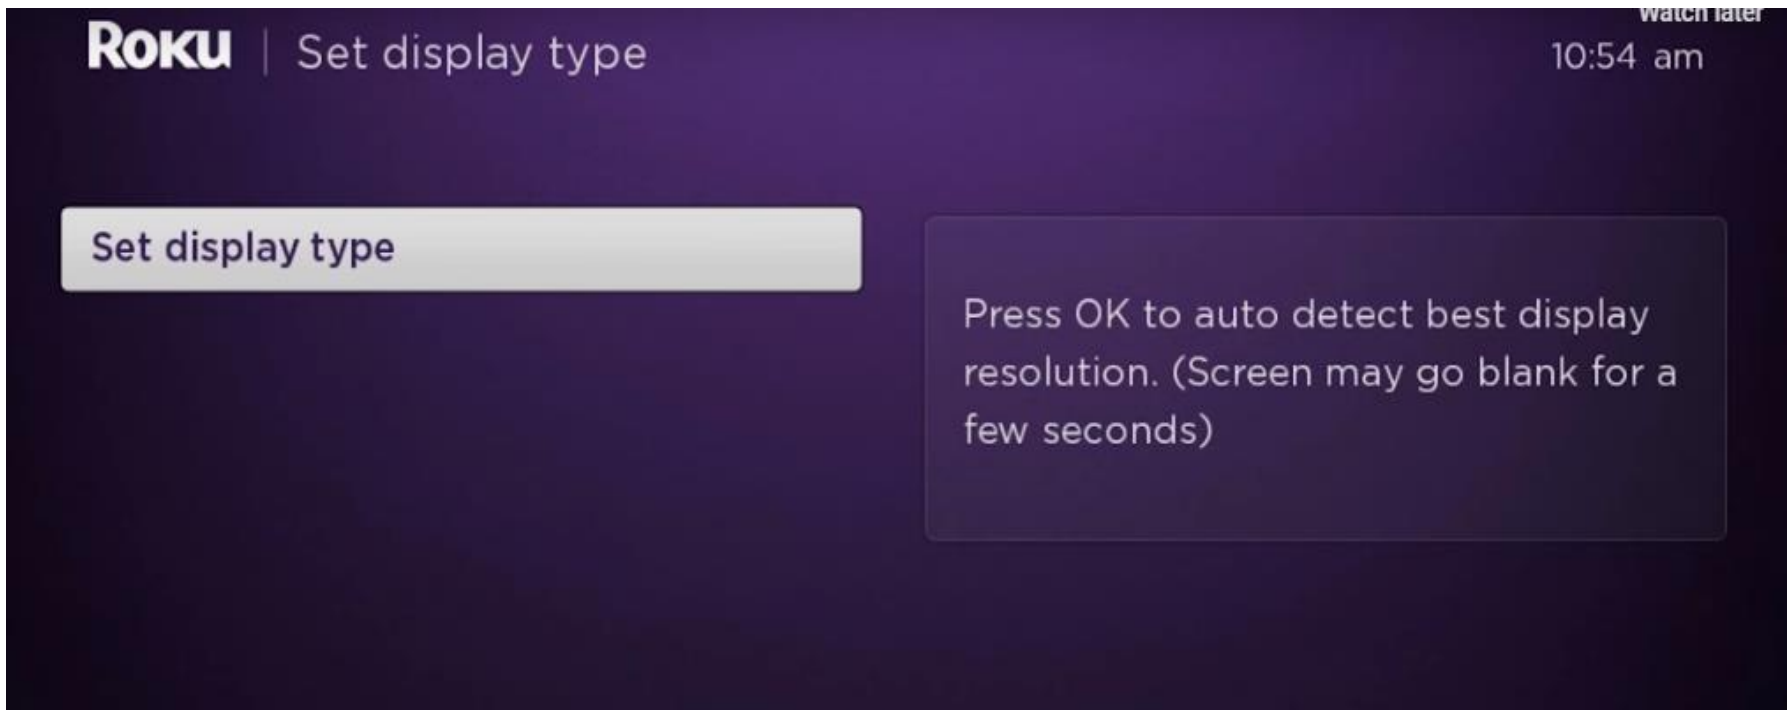 Roku | Set display type
Watch later
10:54 am
Set display type
Press OK to auto detect best display
resolution. (Screen may go blank for a
few seconds)